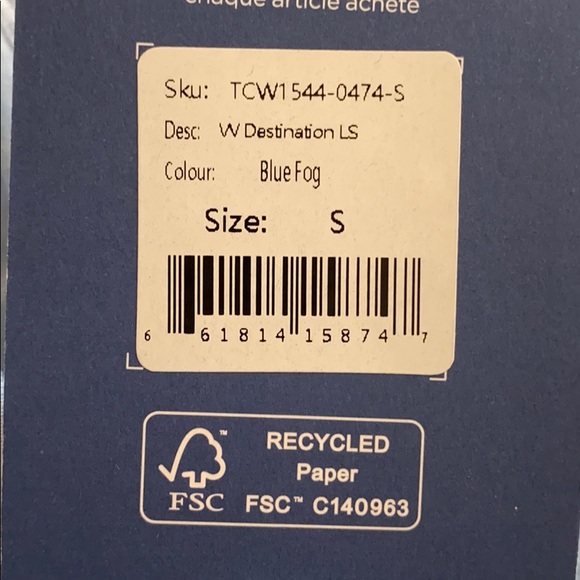 chaque article acheté
Sku: TCW1544-0474-S
Desc: W Destination LS
Colour: Blue Fog
Size: S
6 61814 15874 7
™
FSC
RECYCLED
Paper
FSC™ C140963